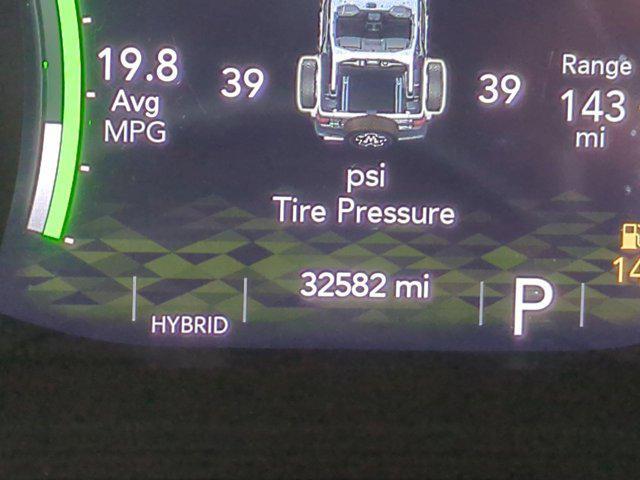 19.8
Avg
MPG
39
39
Range
143
mi
psi
Tire Pressure
32582 mi
HYBRID
P